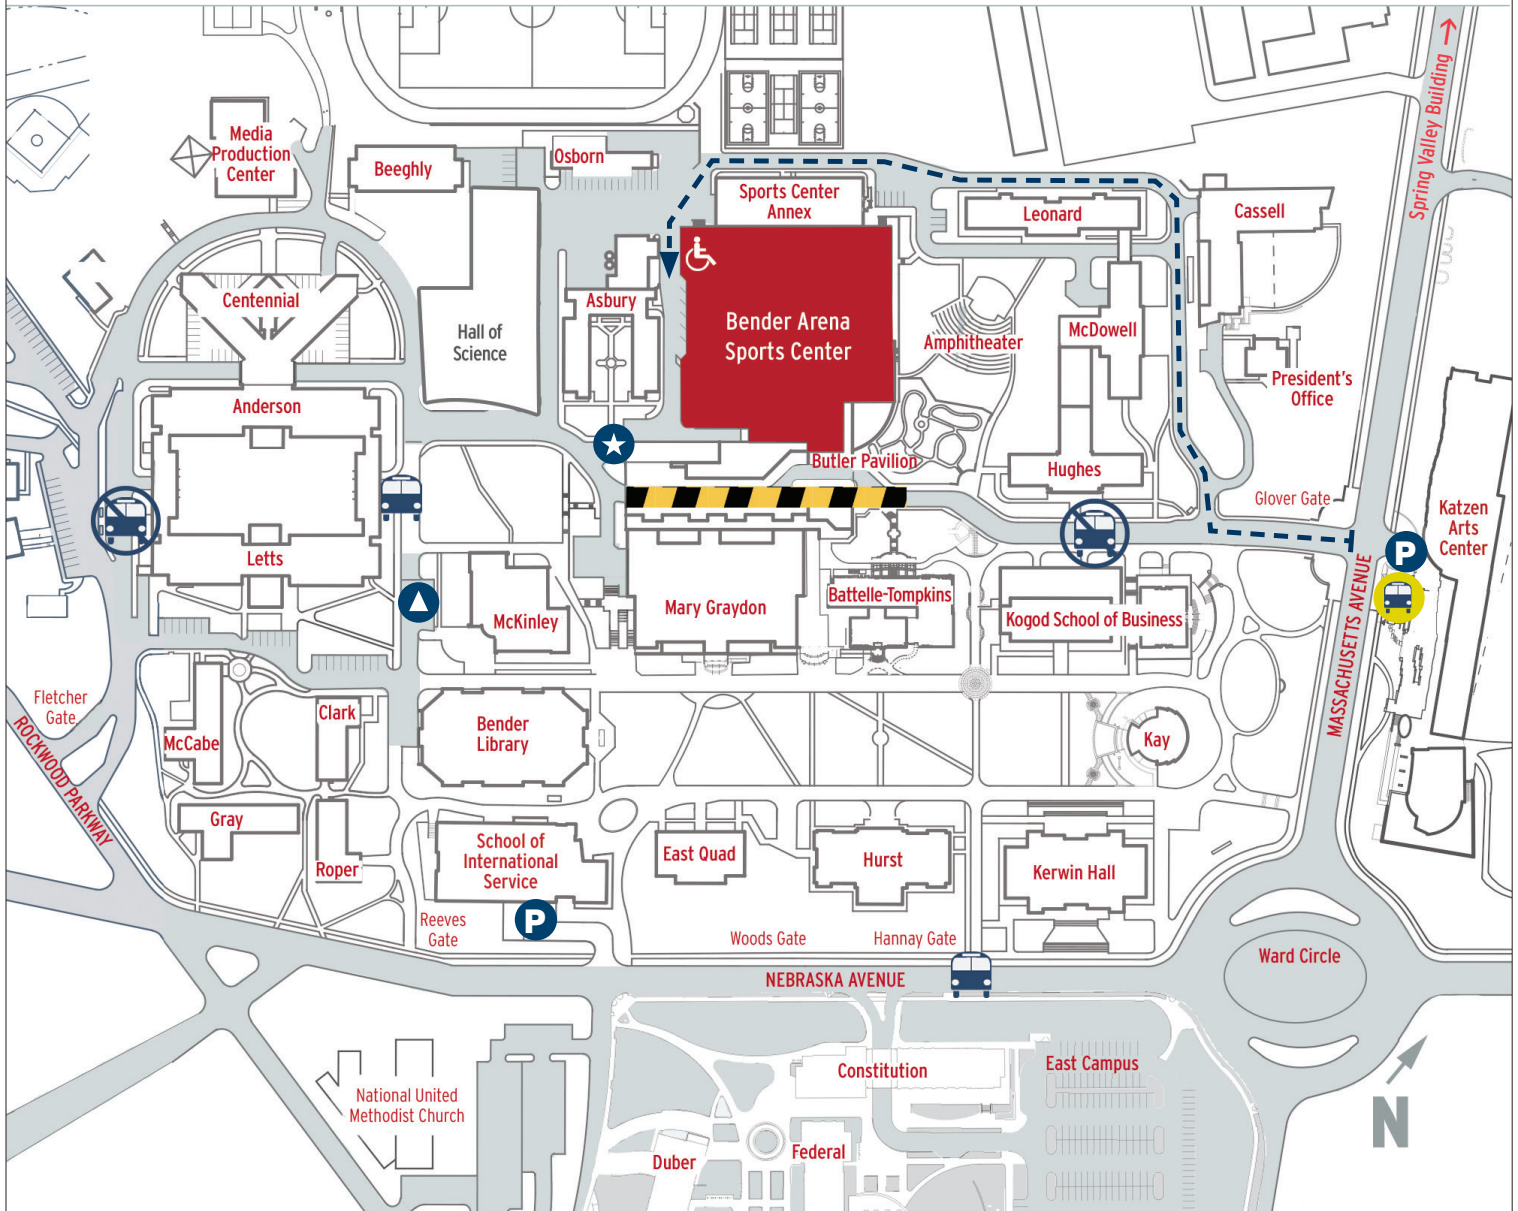 Spring Valley Building
Media
Production
Center
Beeghly
Osborn
Sports Center
Annex
Leonard
Cassell
Centennial
Hall of
Science
Asbury
Bender Arena
Sports Center
Amphitheater
McDowell
President's
Office
Anderson
Butler Pavilion
Hughes
Glover Gate
Katzen
Arts
Center
P
Letts
McKinley
Mary Graydon
Battelle-Tompkins
Kogod School of Business
MASSACHUSETTS AVENUE
Fletcher
Gate
ROCKWOOD PARKWAY
McCabe
Clark
Bender
Library
Kay
Gray
Roper
School of
International
Service
East Quad
Hurst
Kerwin Hall
P
Reeves
Gate
Woods Gate
Hannay Gate
NEBRASKA AVENUE
Ward Circle
National United
Methodist Church
Constitution
East Campus
Duber
Federal
N